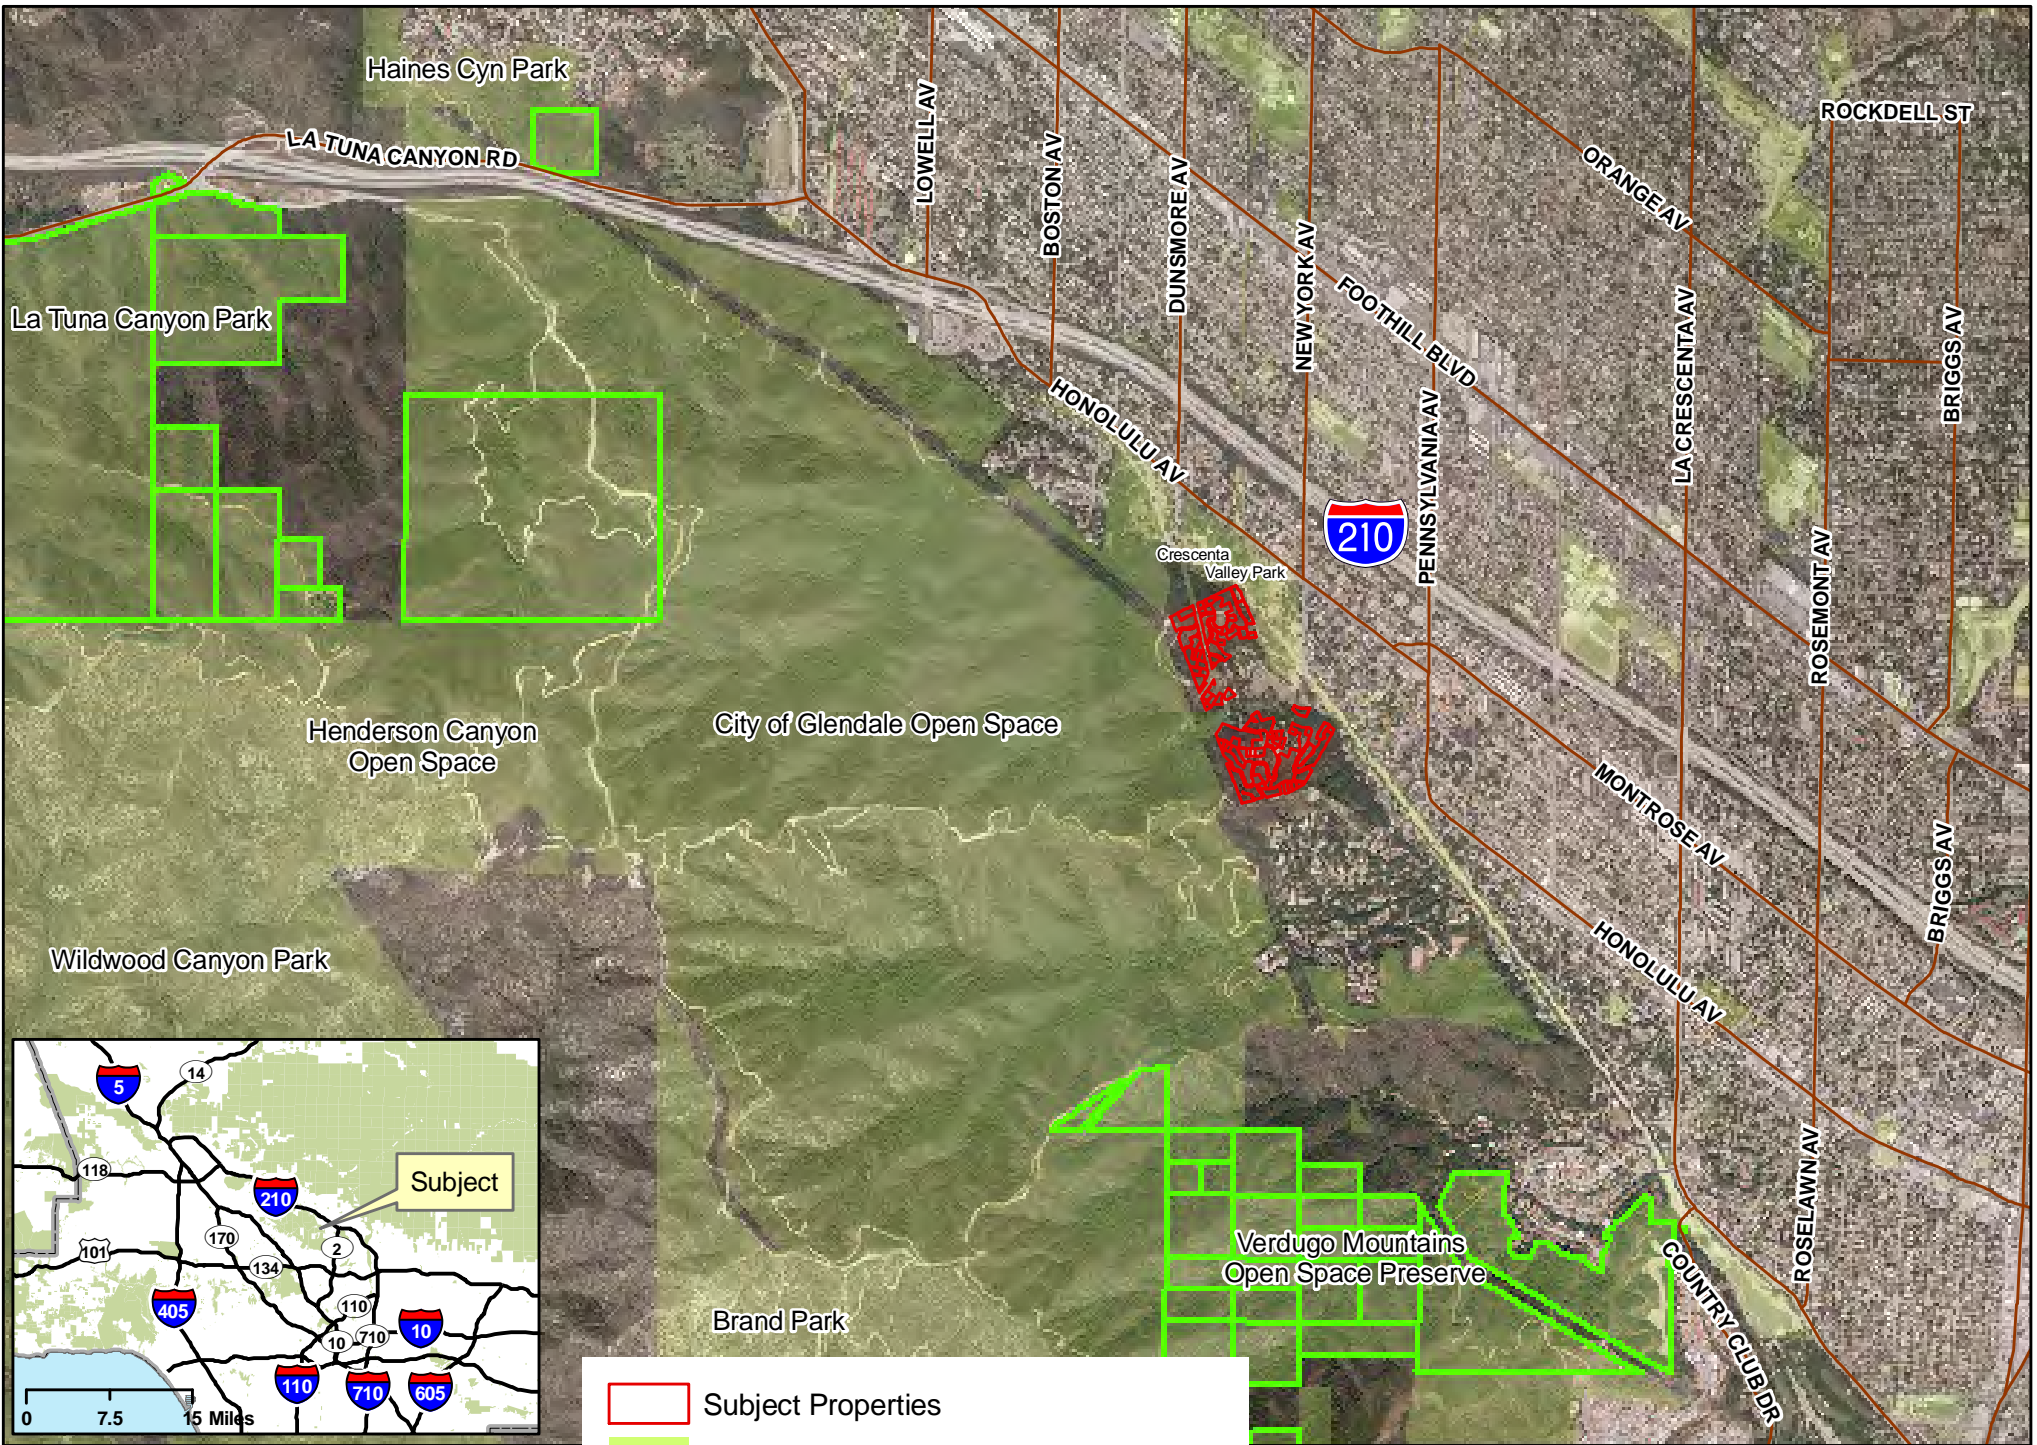 Haines Cyn Park
LA TUNA CANYON RD
LOWELL AV
BOSTON AV
DUNSMORE AV
NEW YORK AV
ROCKDELL ST
ORANGE AV
FOOTHILL BLVD
La Tuna Canyon Park
LA CRESCENTA AV
BRIGGS AV
HONOLULU AV
PENNSYLVANIA AV
210
ROSEMONT AV
Crescenta
Valley Park
Henderson Canyon
Open Space
City of Glendale Open Space
MONTROSE AV
BRIGGS AV
HONOLULU AV
Wildwood Canyon Park
ROSELAWN AV
Verdugo Mountains
Open Space Preserve
COUNTRY CLUB DR
Brand Park
5
14
118
Subject
210
170
2
101
134
405
110
10
710
10
110
710
605
0 7.5 15 Miles
Subject Properties